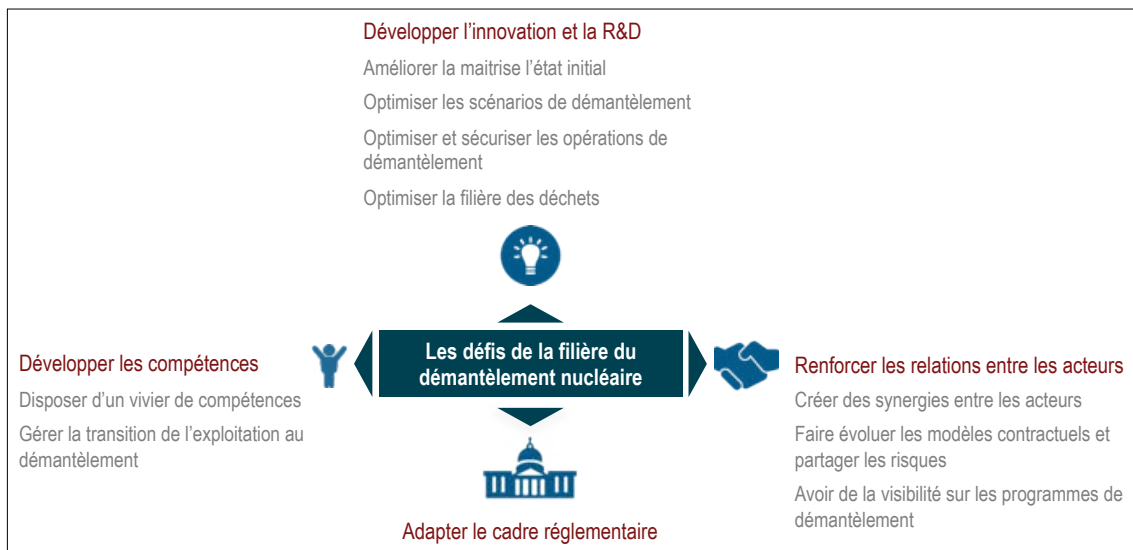 Développer l’innovation et la R&D
Améliorer la maitrise l’état initial
Optimiser les scénarios de démantèlement
Optimiser et sécuriser les opérations de
démantèlement
Optimiser la filière des déchets
Les défis de la filière du
démantèlement nucléaire
Développer les compétences
Disposer d’un vivier de compétences
Gérer la transition de l’exploitation au
démantèlement
Renforcer les relations entre les acteurs
Créer des synergies entre les acteurs
Faire évoluer les modèles contractuels et
partager les risques
Avoir de la visibilité sur les programmes de
démantèlement
Adapter le cadre réglementaire